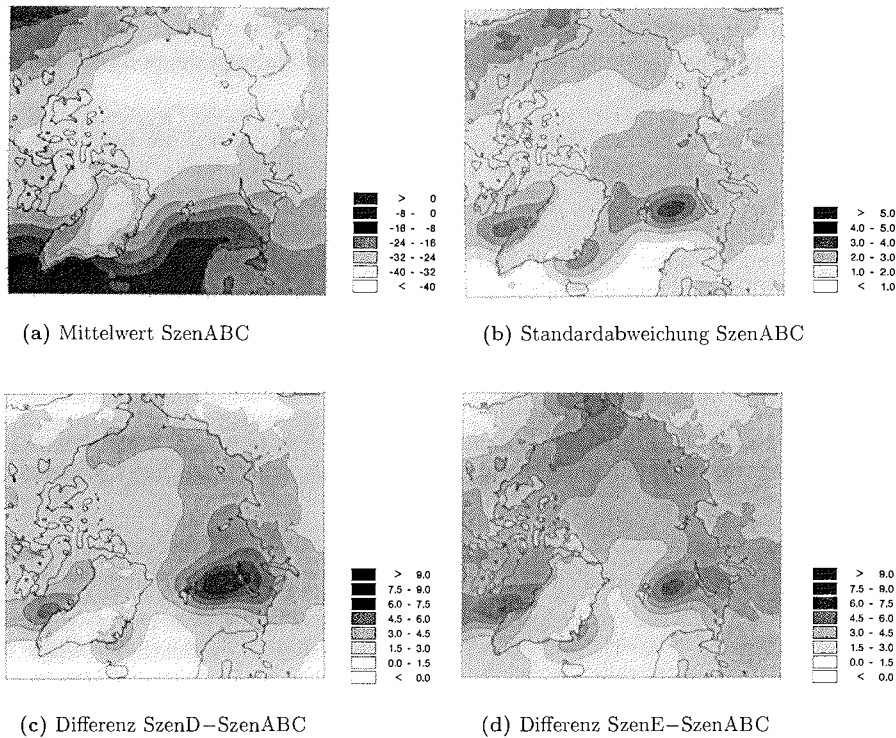 > 0
-8 - 0
-16 - -8
-24 - -16
-32 - -24
-40 - -32
< -40
(a) Mittelwert SzenABC
> 5.0
4.0 - 5.0
3.0 - 4.0
2.0 - 3.0
1.0 - 2.0
< 1.0
(b) Standardabweichung SzenABC
> 9.0
7.5 - 9.0
6.0 - 7.5
4.5 - 6.0
3.0 - 4.5
1.5 - 3.0
0.0 - 1.5
< 0.0
(c) Differenz SzenD−SzenABC
> 9.0
7.5 - 9.0
6.0 - 7.5
4.5 - 6.0
3.0 - 4.5
1.5 - 3.0
0.0 - 1.5
< 0.0
(d) Differenz SzenE−SzenABC